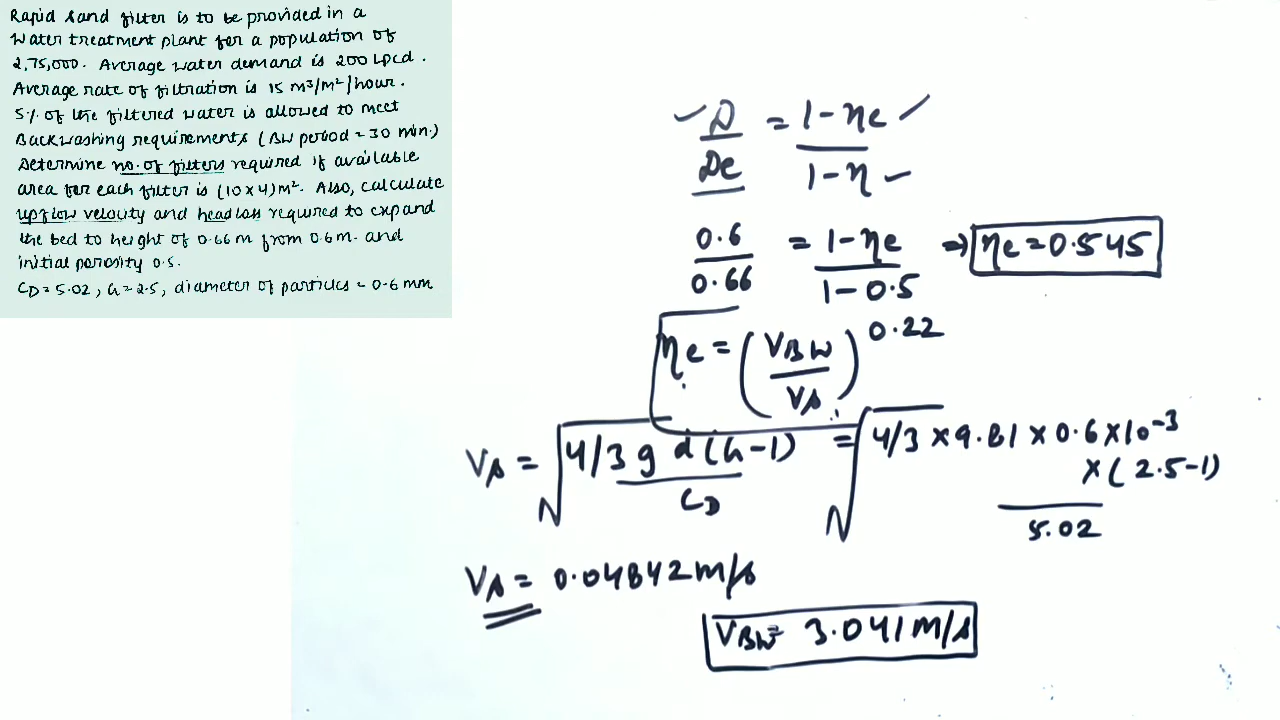 Rapid sand filter is to be provided in a
water treatment plant for a population of
2,75,000. Average water demand is 200 Lpcd.
Average rate of filtration is 15 m³/m²/hour.
5% of the filtered water is allowed to meet
Backwashing requirements (BW period = 30 min.)
Determine no. of filters required if available
area for each filter is (10 x 4)m². Also, calculate
upflow velocity and headloss required to expand
the bed to height of 0.66 m from 0.6 m. and
initial porosity 0.5.
CD = 5.02, G = 2.5, diameter of particles = 0.6 mm
✓ D/De = 1-ηe/1-η ✓
0.6/0.66 = 1-ηe/1-0.5 ⇒ ηe = 0.545
ηe = (VBW/Vs)^0.22
Vs = √(4/3 g d (G-1)/CD) = √(4/3 × 9.81 × 0.6 × 10⁻³ × (2.5-1)/5.02)
Vs = 0.04842 m/s
VBW = 3.041 m/s